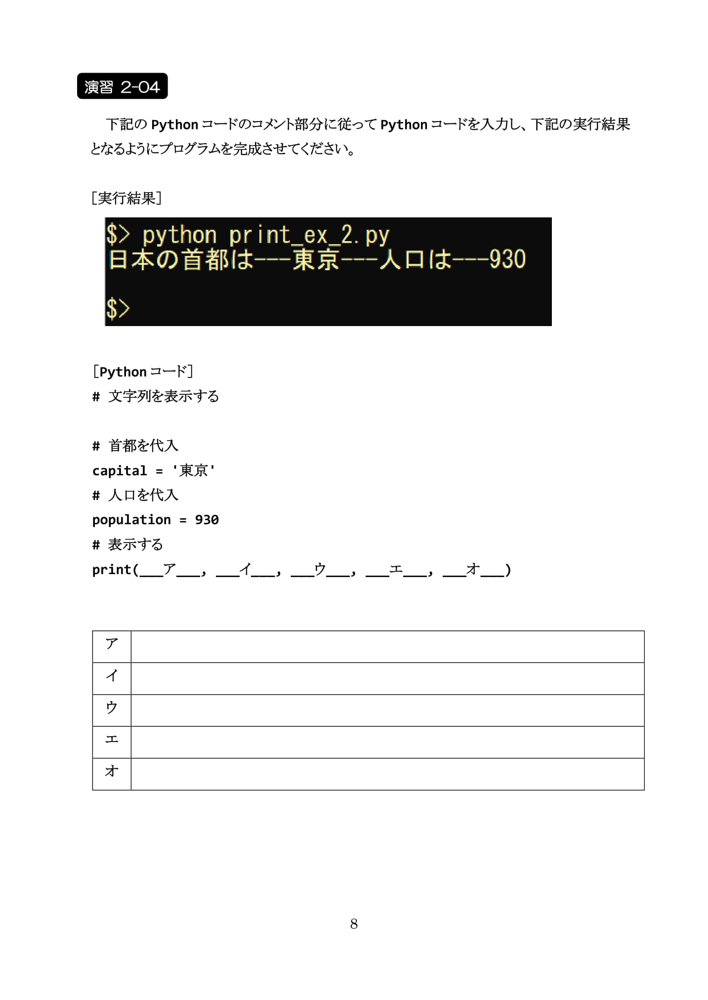 演習 2-04
下記の Python コードのコメント部分に従って Python コードを入力し、下記の実行結果
となるようにプログラムを完成させてください。
［実行結果］
$> python print_ex_2.py
日本の首都は---東京---人口は---930
$>
［Python コード］
# 文字列を表示する
# 首都を代入
capital = '東京'
# 人口を代入
population = 930
# 表示する
print(___ア___, ___イ___, ___ウ___, ___エ___, ___オ___)
ア
イ
ウ
エ
オ
8